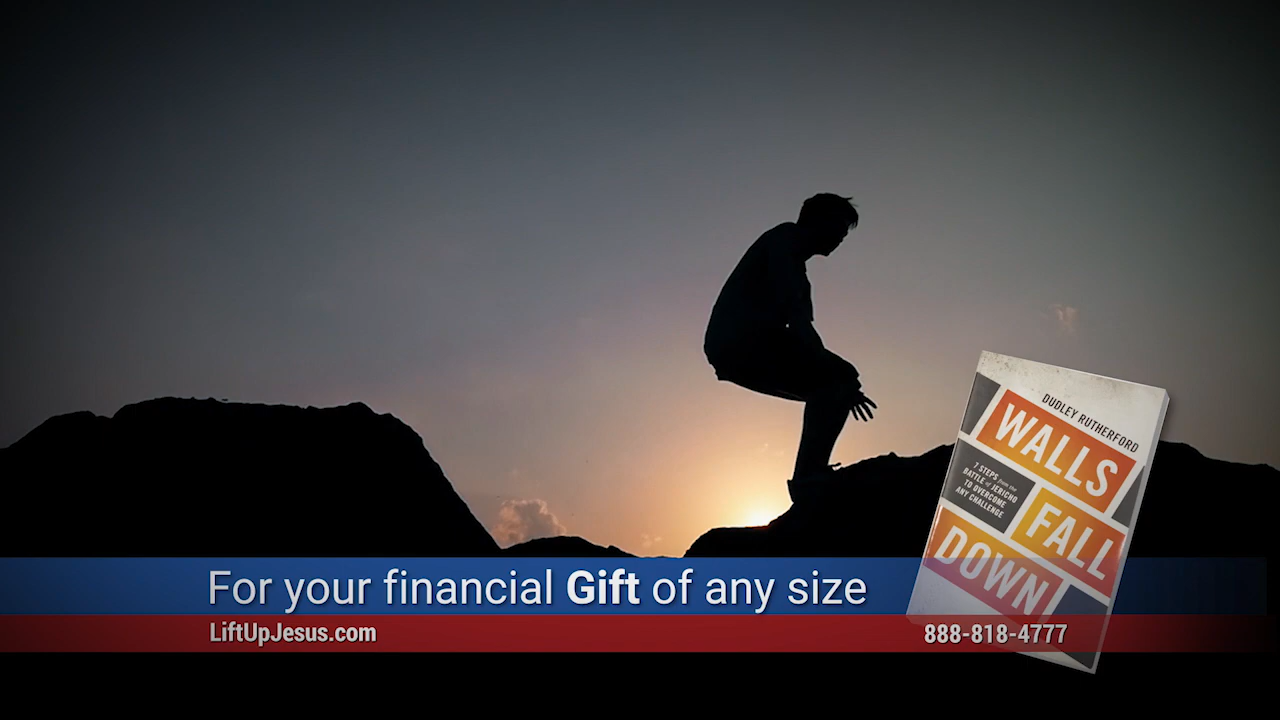 DUDLEY RUTHERFORD
WALLS
7 STEPS from the
BATTLE of JERICHO
TO OVERCOME
ANY CHALLENGE
FALL
DOWN
For your financial Gift of any size
LiftUpJesus.com
888-818-4777